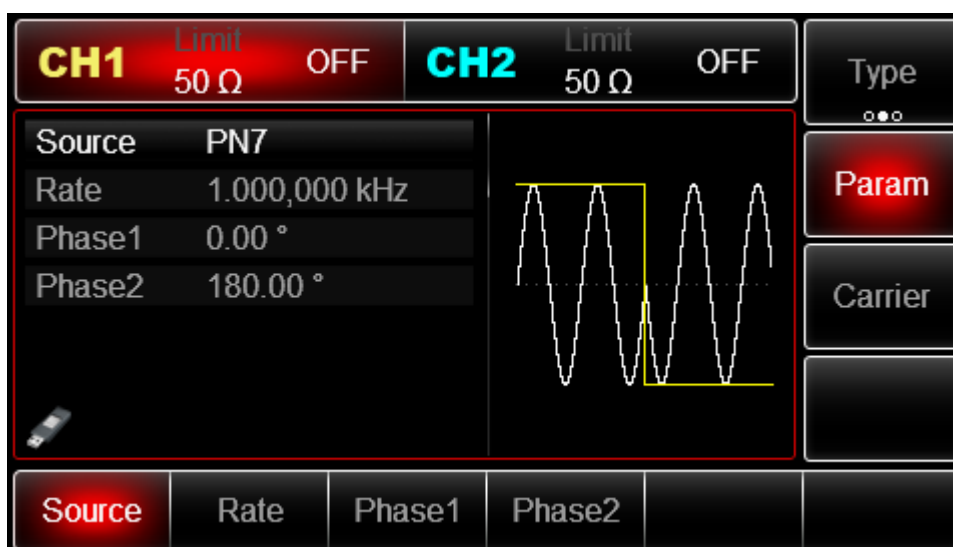 CH1 Limit 50 Ω OFF CH2 Limit 50 Ω OFF
Type
Source PN7
Rate 1.000,000 kHz
Phase1 0.00 °
Phase2 180.00 °
Param
Carrier
Source Rate Phase1 Phase2